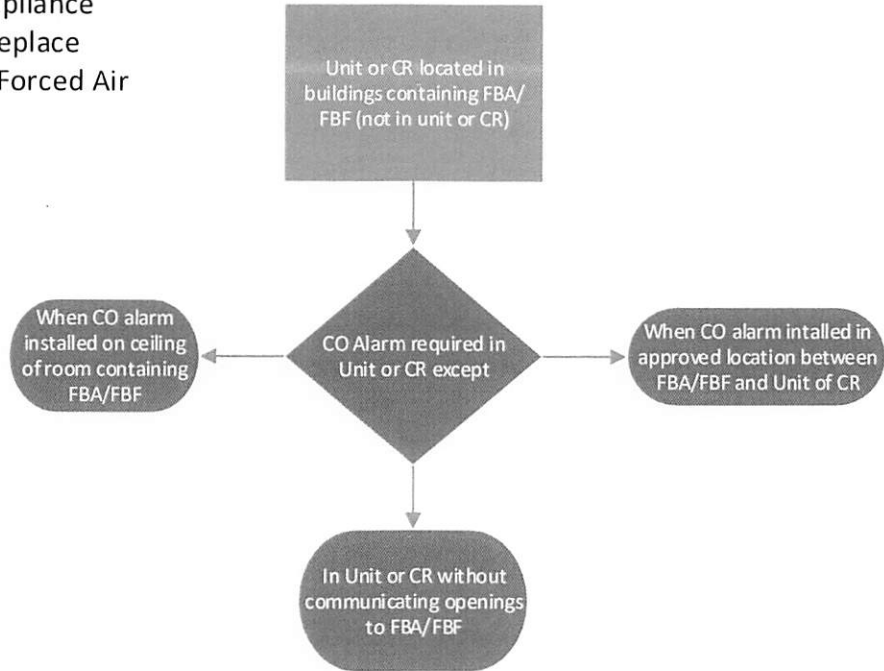 pliance
eplace
Forced Air
Unit or CR located in
buildings containing FBA/
FBF (not in unit or CR)
When CO alarm
installed on ceiling
of room containing
FBA/FBF
CO Alarm required in
Unit or CR except
When CO alarm intalled in
approved location between
FBA/FBF and Unit of CR
In Unit or CR without
communicating openings
to FBA/FBF